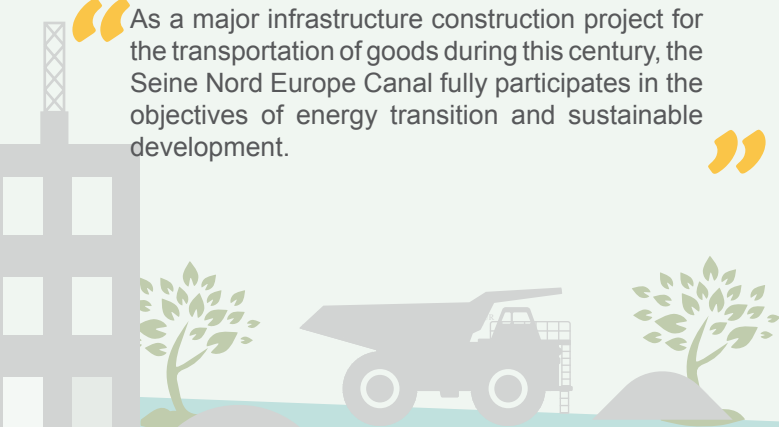 “As a major infrastructure construction project for
the transportation of goods during this century, the
Seine Nord Europe Canal fully participates in the
objectives of energy transition and sustainable
development.”